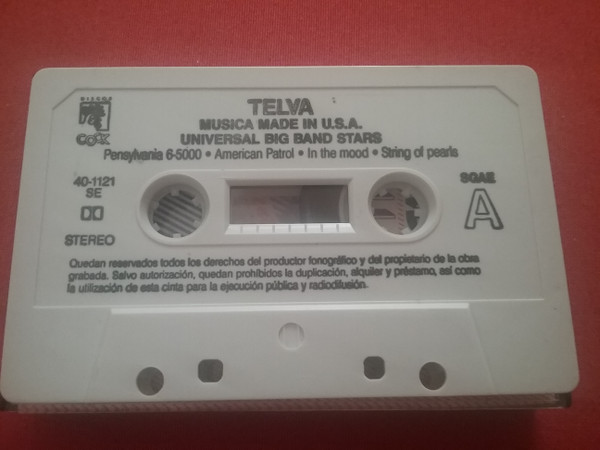 DISCOS
COX
TELVA
MUSICA MADE IN U.S.A.
UNIVERSAL BIG BAND STARS
Pensylvania 6-5000 • American Patrol • In the mood • String of pearls
40-1121
SE
STEREO
SGAE
A
Quedan reservados todos los derechos del productor fonográfico y del propietario de la obra
grabada. Salvo autorización, quedan prohibidos la duplicación, alquiler y préstamo, así como
la utilización de esta cinta para la ejecución pública y radiodifusión.